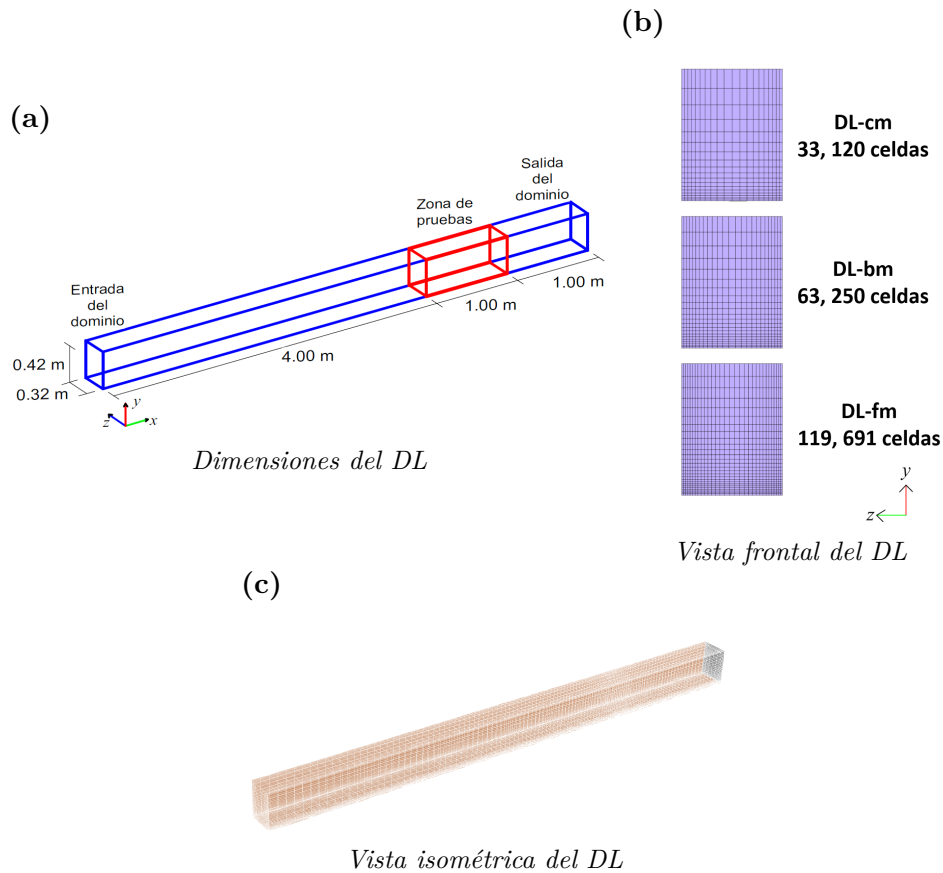 (a)
Entrada
del
dominio
Zona de
pruebas
Salida
del
dominio
0.42 m
0.32 m
4.00 m
1.00 m
1.00 m
y
z
x
Dimensiones del DL
(b)
DL-cm
33, 120 celdas
DL-bm
63, 250 celdas
DL-fm
119, 691 celdas
y
z
Vista frontal del DL
(c)
Vista isométrica del DL